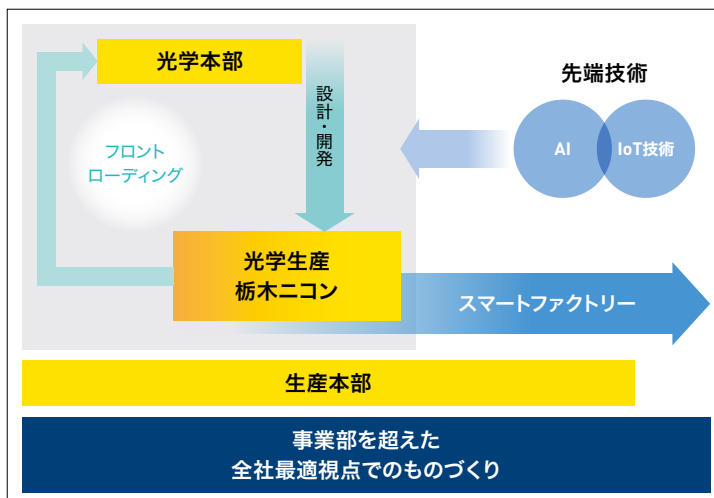 光学本部
設計・開発
フロント
ローディング
先端技術
AI
IoT技術
光学生産
栃木ニコン
スマートファクトリー
生産本部
事業部を超えた
全社最適視点でのものづくり